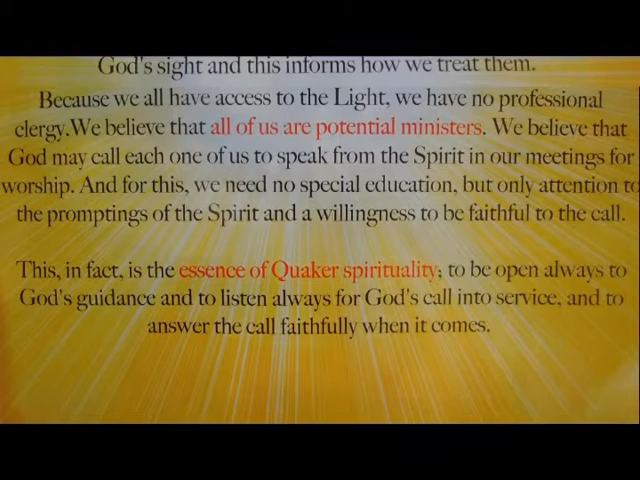 God's sight and this informs how we treat them.
Because we all have access to the Light, we have no professional
clergy.We believe that all of us are potential ministers. We believe that
God may call each one of us to speak from the Spirit in our meetings for
worship. And for this, we need no special education, but only attention to
the promptings of the Spirit and a willingness to be faithful to the call.
This, in fact, is the essence of Quaker spirituality; to be open always to
God's guidance and to listen always for God's call into service, and to
answer the call faithfully when it comes.